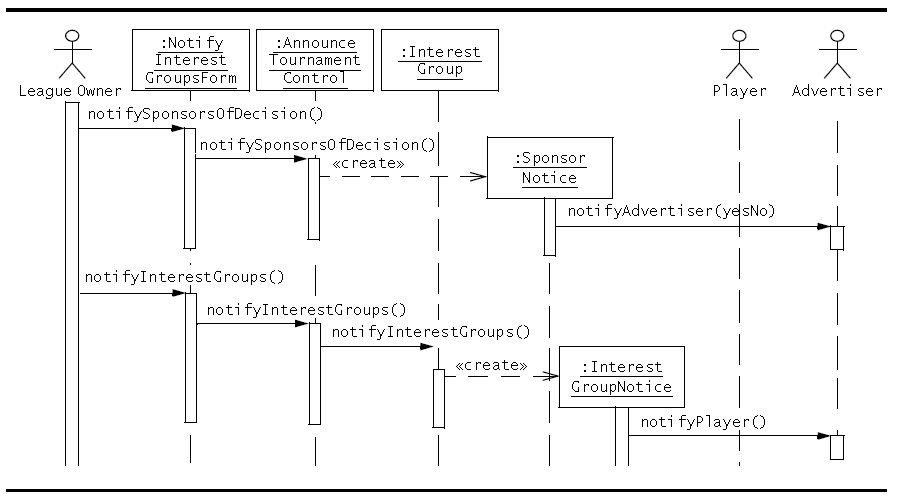 :Notify
Interest
GroupsForm
:Announce
Tournament
Control
:Interest
Group
League Owner
Player
Advertiser
notifySponsorsOfDecision()
notifySponsorsOfDecision()
«create»
:Sponsor
Notice
notifyAdvertiser(yesNo)
notifyInterestGroups()
notifyInterestGroups()
notifyInterestGroups()
«create»
:Interest
GroupNotice
notifyPlayer()